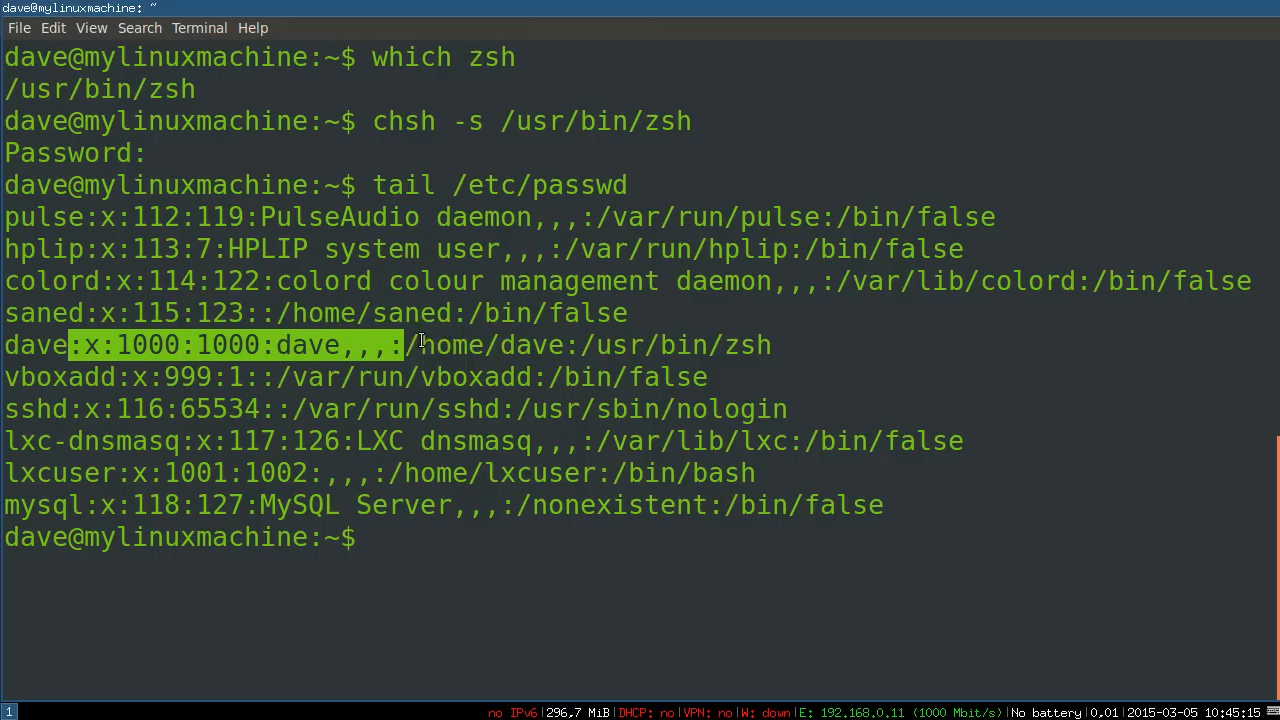 dave@mylinuxmachine: ~
File Edit View Search Terminal Help
dave@mylinuxmachine:~$ which zsh
/usr/bin/zsh
dave@mylinuxmachine:~$ chsh -s /usr/bin/zsh
Password:
dave@mylinuxmachine:~$ tail /etc/passwd
pulse:x:112:119:PulseAudio daemon,,,:/var/run/pulse:/bin/false
hplip:x:113:7:HPLIP system user,,,:/var/run/hplip:/bin/false
colord:x:114:122:colord colour management daemon,,,:/var/lib/colord:/bin/false
saned:x:115:123::/home/saned:/bin/false
dave:x:1000:1000:dave,,,:/home/dave:/usr/bin/zsh
vboxadd:x:999:1::/var/run/vboxadd:/bin/false
sshd:x:116:65534::/var/run/sshd:/usr/sbin/nologin
lxc-dnsmasq:x:117:126:LXC dnsmasq,,,:/var/lib/lxc:/bin/false
lxcuser:x:1001:1002:,,,:/home/lxcuser:/bin/bash
mysql:x:118:127:MySQL Server,,,:/nonexistent:/bin/false
dave@mylinuxmachine:~$
1 no IPv6|296,7 MiB|DHCP: no|VPN: no|W: down|E: 192.168.0.11 (1000 Mbit/s)|No battery|0,01|2015-03-05 10:45:15